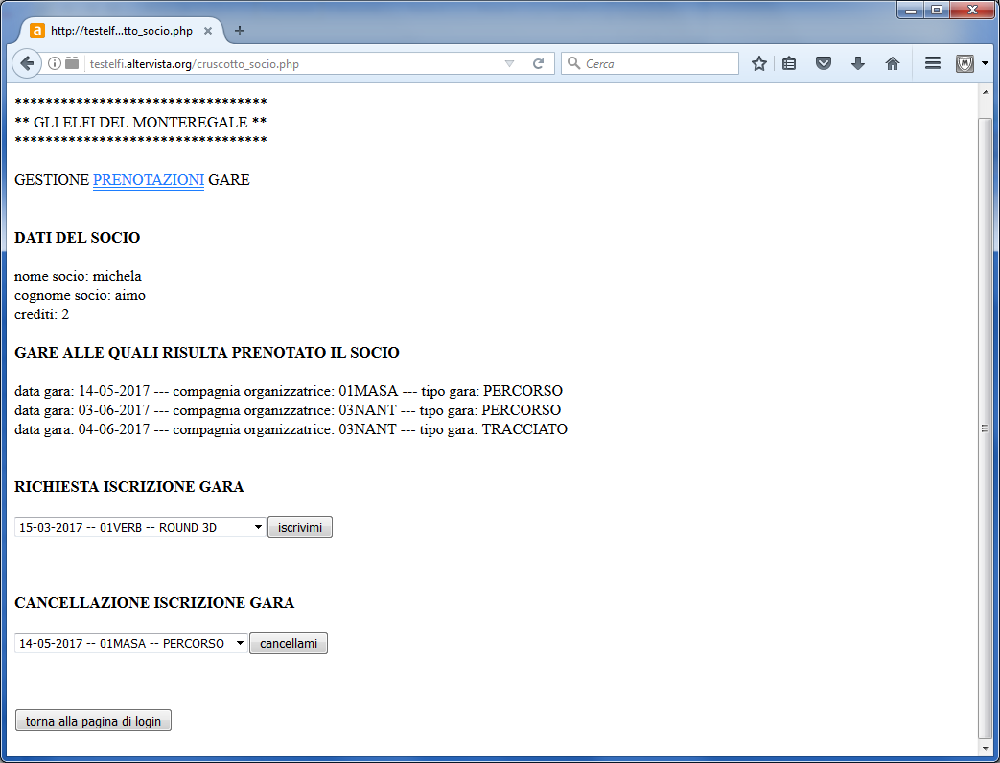 http://testelf...tto_socio.php
testelfi.altervista.org/cruscotto_socio.php
Cerca
*********************************
** GLI ELFI DEL MONTEREGALE **
*********************************
GESTIONE PRENOTAZIONI GARE
DATI DEL SOCIO
nome socio: michela
cognome socio: aimo
crediti: 2
GARE ALLE QUALI RISULTA PRENOTATO IL SOCIO
data gara: 14-05-2017 --- compagnia organizzatrice: 01MASA --- tipo gara: PERCORSO
data gara: 03-06-2017 --- compagnia organizzatrice: 03NANT --- tipo gara: PERCORSO
data gara: 04-06-2017 --- compagnia organizzatrice: 03NANT --- tipo gara: TRACCIATO
RICHIESTA ISCRIZIONE GARA
15-03-2017 -- 01VERB -- ROUND 3D iscrivimi
CANCELLAZIONE ISCRIZIONE GARA
14-05-2017 -- 01MASA -- PERCORSO cancellami
torna alla pagina di login